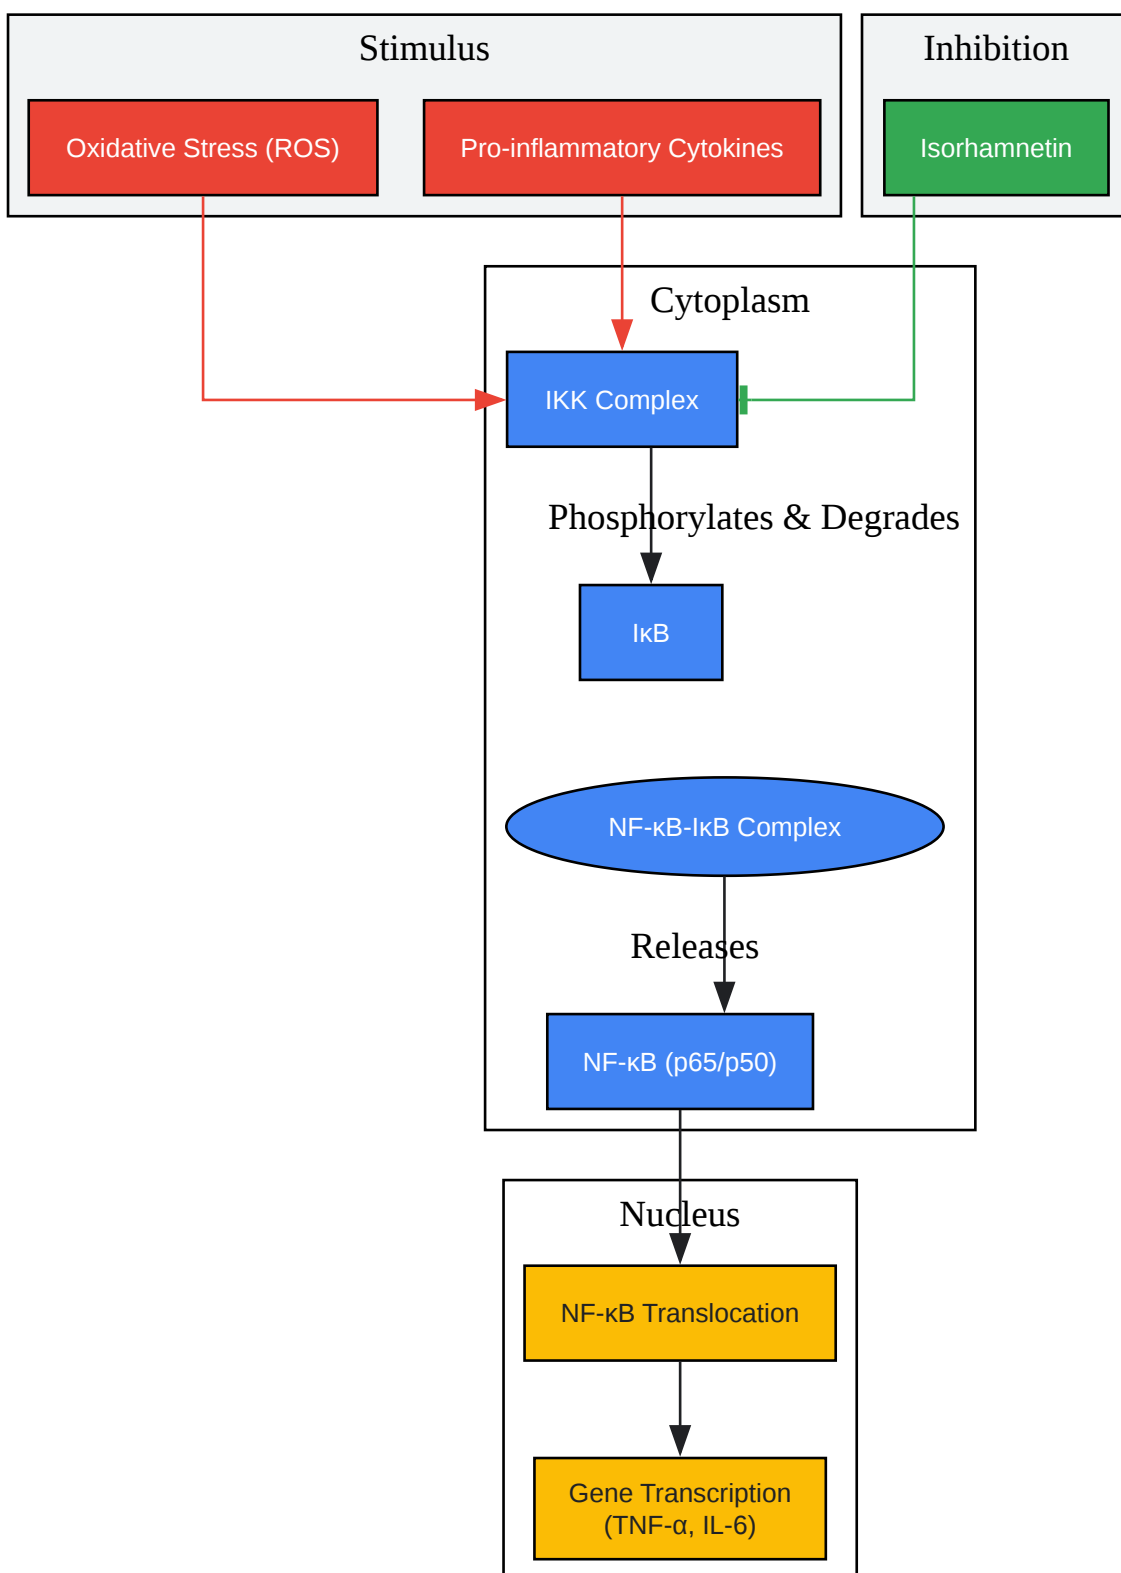 Stimulus
Inhibition
Oxidative Stress (ROS)
Pro-inflammatory Cytokines
Isorhamnetin
Cytoplasm
IKK Complex
Phosphorylates & Degrades
IκB
NF-κB-IκB Complex
Releases
NF-κB (p65/p50)
Nucleus
NF-κB Translocation
Gene Transcription
(TNF-α, IL-6)